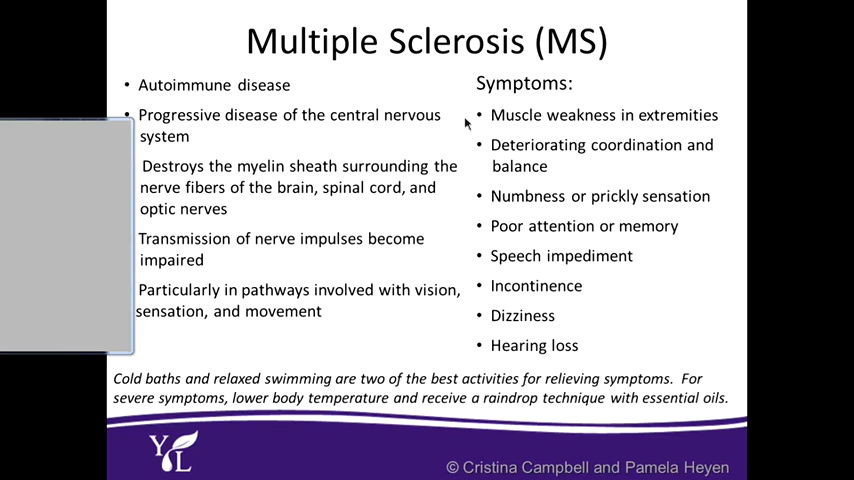 Multiple Sclerosis (MS)
• Autoimmune disease
• Progressive disease of the central nervous
system
Destroys the myelin sheath surrounding the
nerve fibers of the brain, spinal cord, and
optic nerves
Transmission of nerve impulses become
impaired
Particularly in pathways involved with vision,
sensation, and movement
Symptoms:
• Muscle weakness in extremities
• Deteriorating coordination and
balance
• Numbness or prickly sensation
• Poor attention or memory
• Speech impediment
• Incontinence
• Dizziness
• Hearing loss
Cold baths and relaxed swimming are two of the best activities for relieving symptoms. For
severe symptoms, lower body temperature and receive a raindrop technique with essential oils.
Y L
© Cristina Campbell and Pamela Heyen